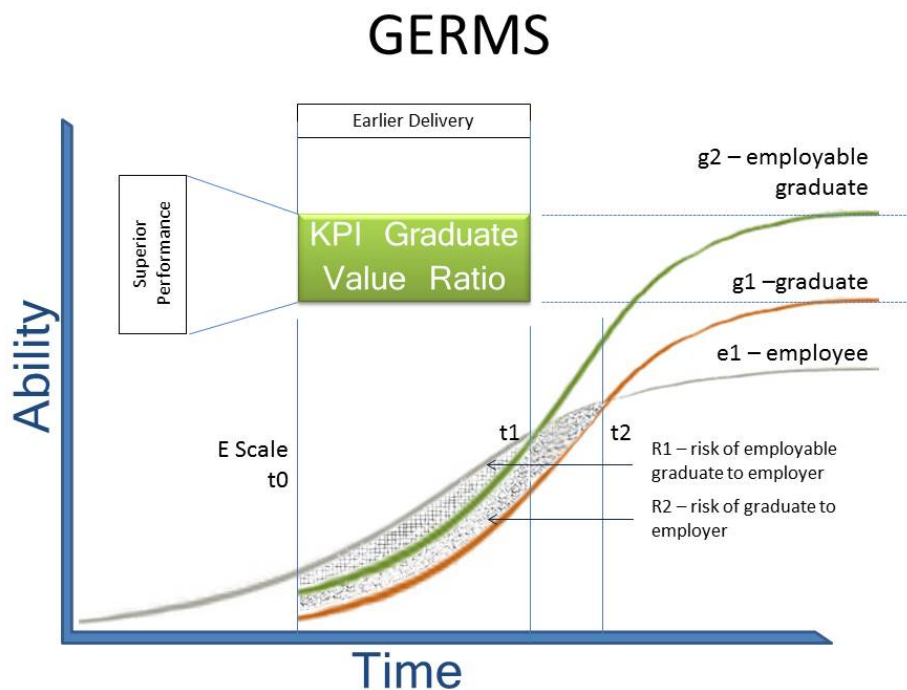 GERMS
Earlier Delivery
g2 – employable
graduate
Superior
Performance
KPI Graduate
Value Ratio
g1 –graduate
e1 – employee
Ability
E Scale
t0
t1
t2
R1 – risk of employable
graduate to employer
R2 – risk of graduate to
employer
Time